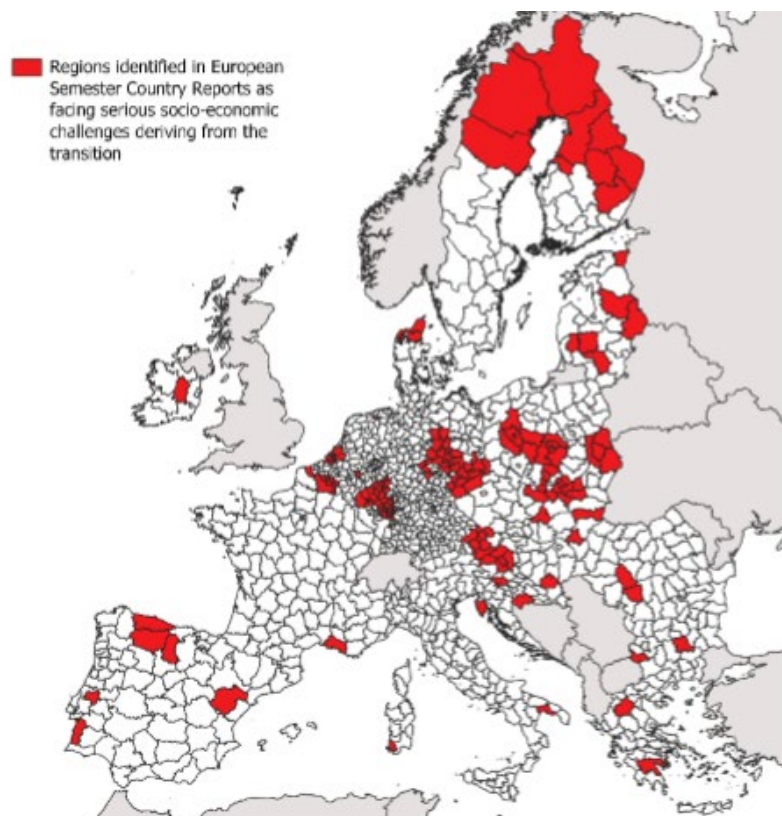 Regions identified in European
Semester Country Reports as
facing serious socio-economic
challenges deriving from the
transition